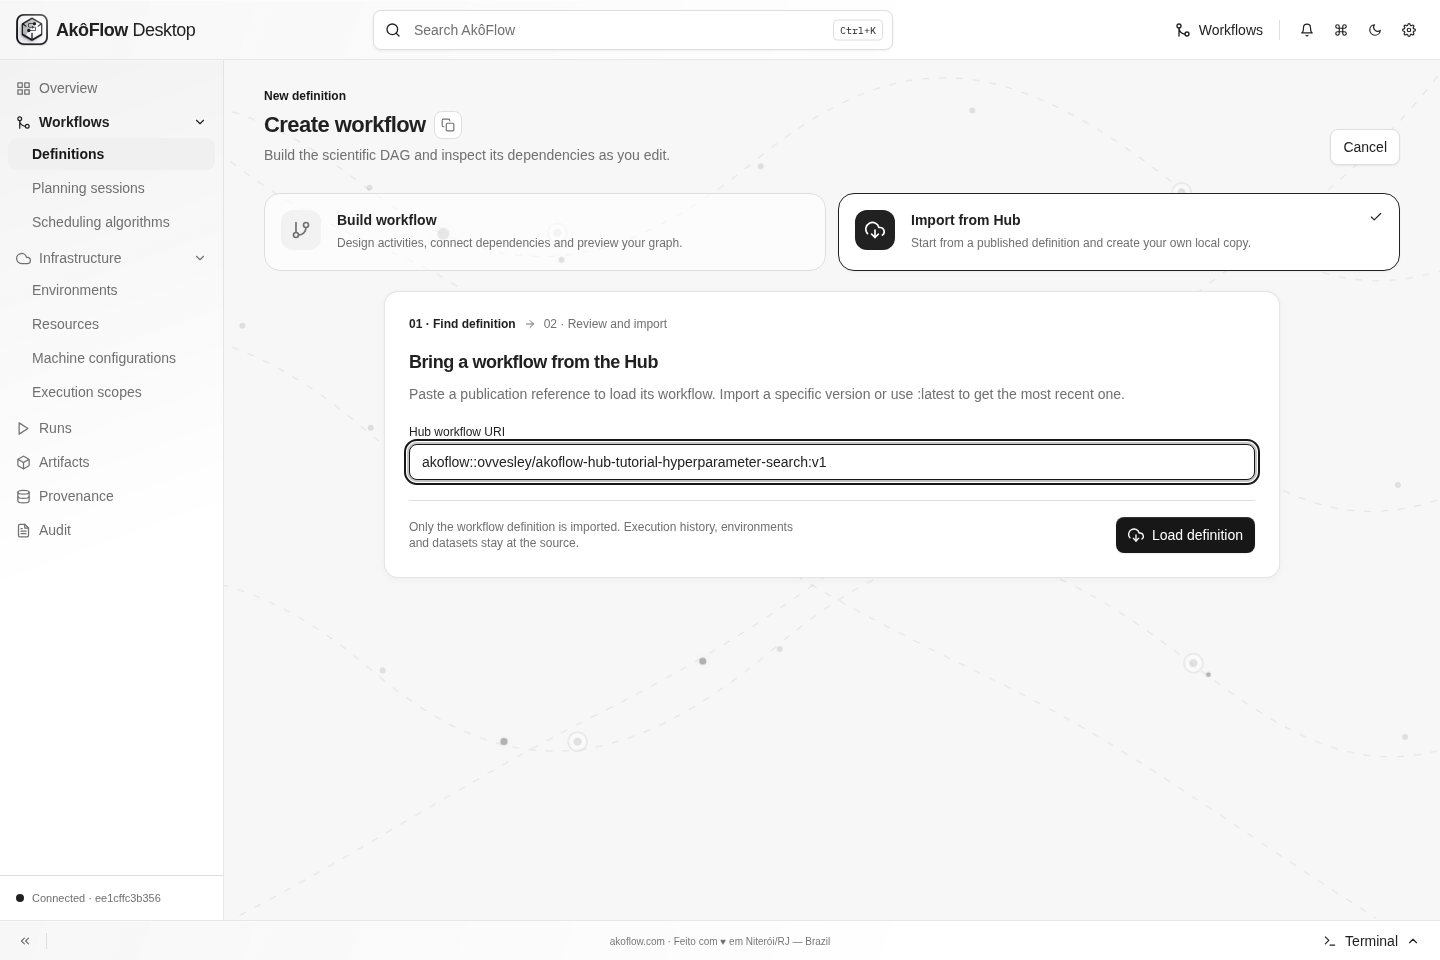 AkôFlow Desktop
Search AkôFlow
Ctrl+K
Workflows
Overview
Workflows
Definitions
Planning sessions
Scheduling algorithms
Infrastructure
Environments
Resources
Machine configurations
Execution scopes
Runs
Artifacts
Provenance
Audit
Connected · ee1cffc3b356
New definition
Create workflow
Build the scientific DAG and inspect its dependencies as you edit.
Cancel
Build workflow
Design activities, connect dependencies and preview your graph.
Import from Hub
Start from a published definition and create your own local copy.
01 · Find definition → 02 · Review and import
Bring a workflow from the Hub
Paste a publication reference to load its workflow. Import a specific version or use :latest to get the most recent one.
Hub workflow URI
akoflow::ovvesley/akoflow-hub-tutorial-hyperparameter-search:v1
Only the workflow definition is imported. Execution history, environments
and datasets stay at the source.
Load definition
akoflow.com · Feito com ♥ em Niterói/RJ — Brazil
Terminal